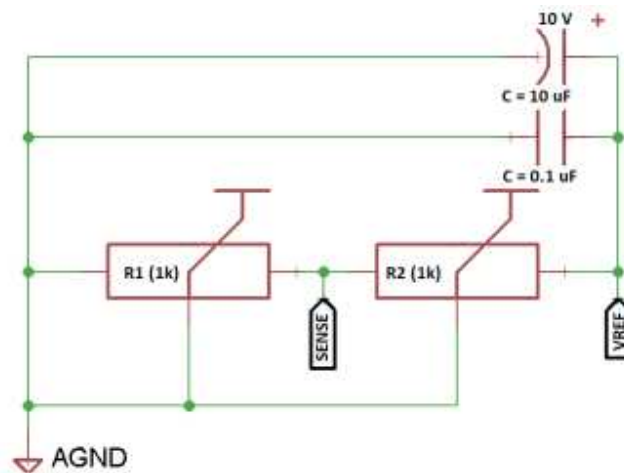 10 V +
C = 10 uF
C = 0.1 uF
R1 (1k)
R2 (1k)
SENSE
VREF
AGND